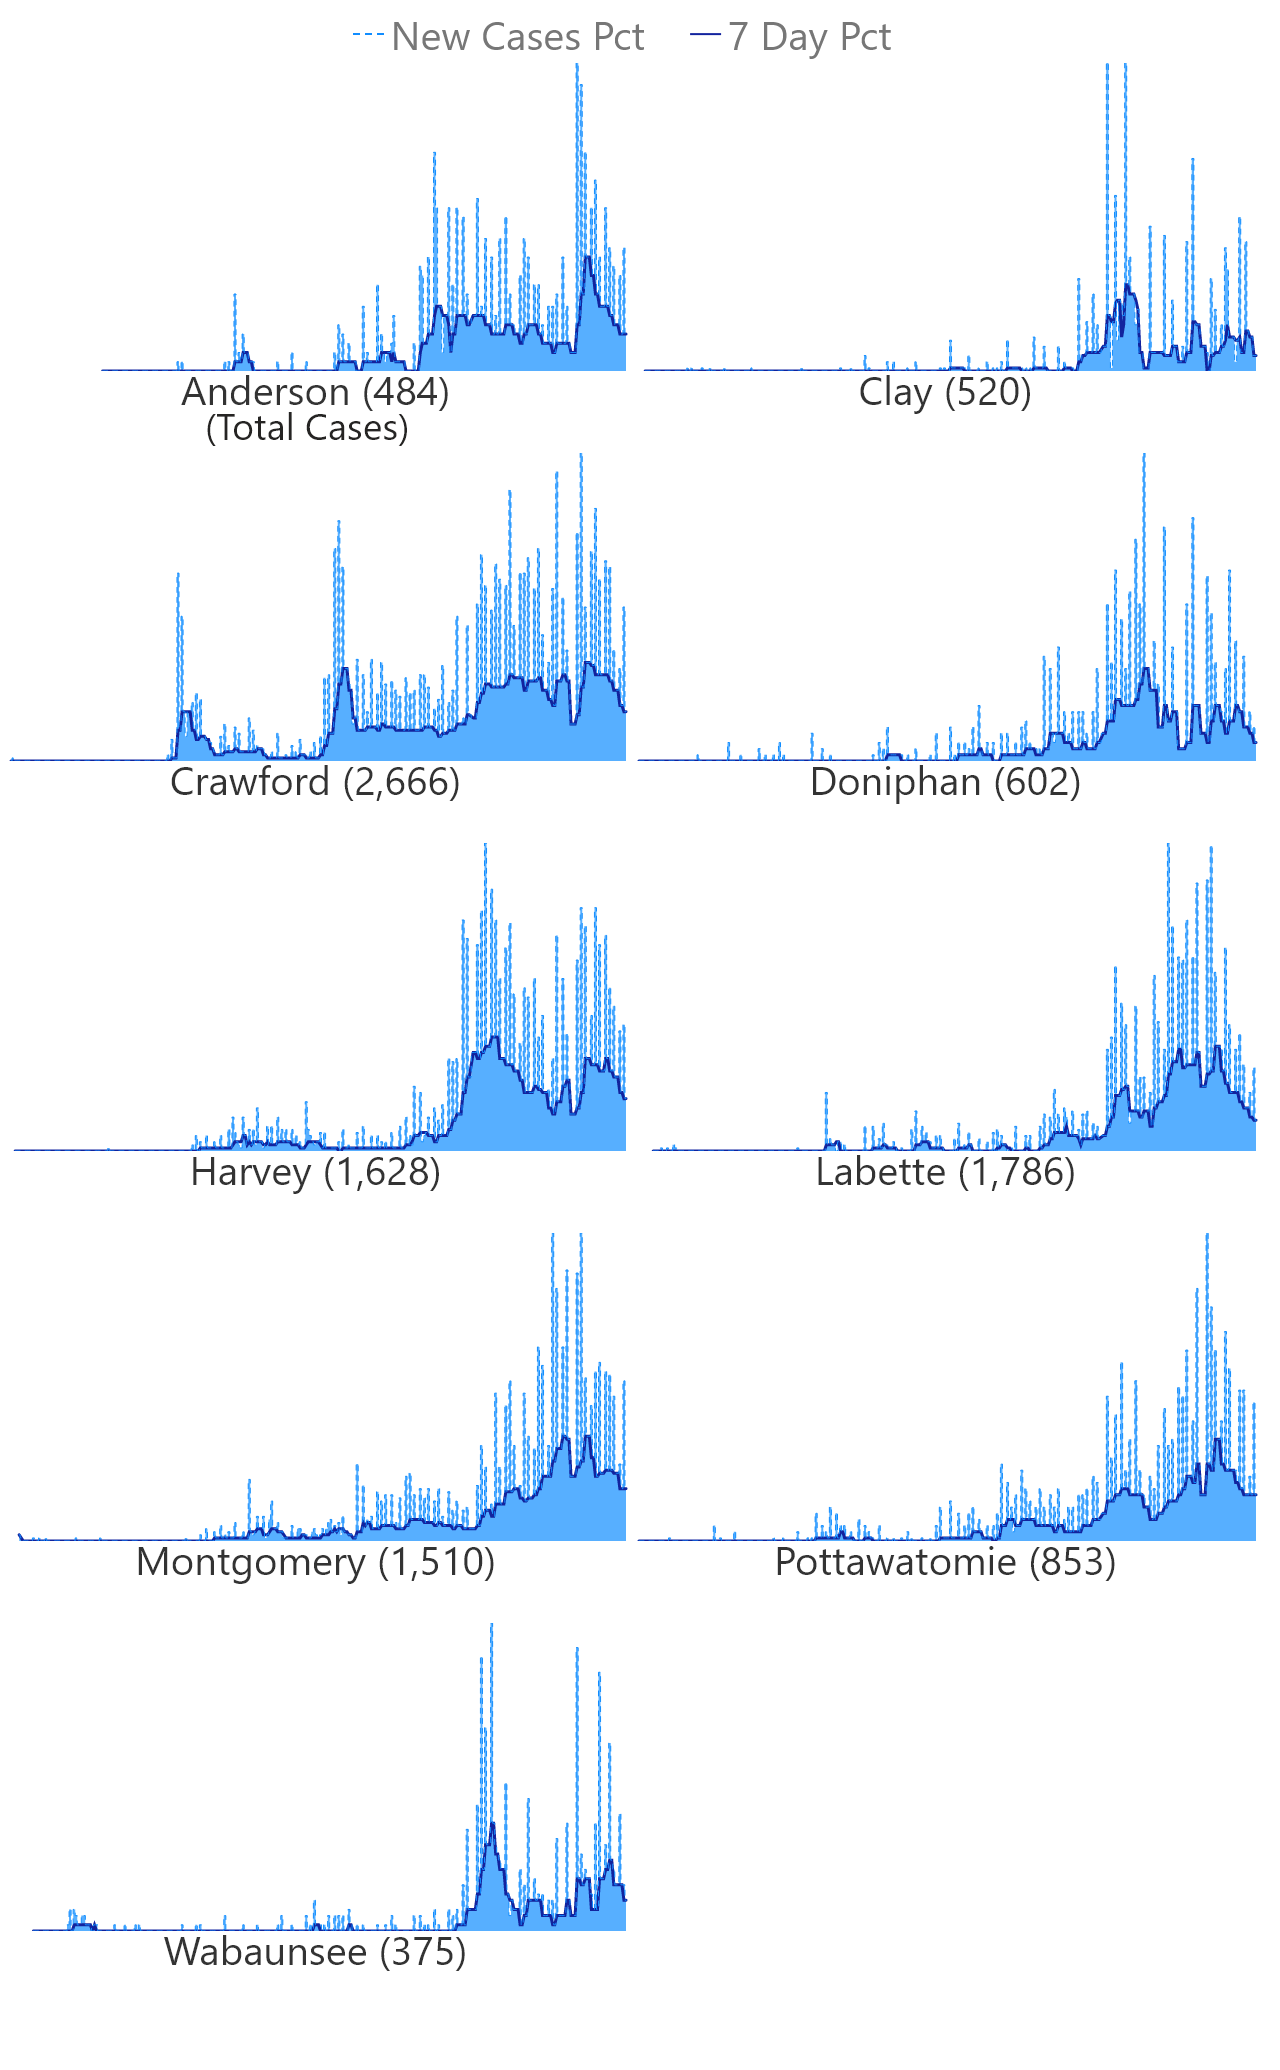 New Cases Pct 7 Day Pct
Anderson (484) Clay (520)
(Total Cases)
Crawford (2,666) Doniphan (602)
Harvey (1,628) Labette (1,786)
Montgomery (1,510) Pottawatomie (853)
Wabaunsee (375)